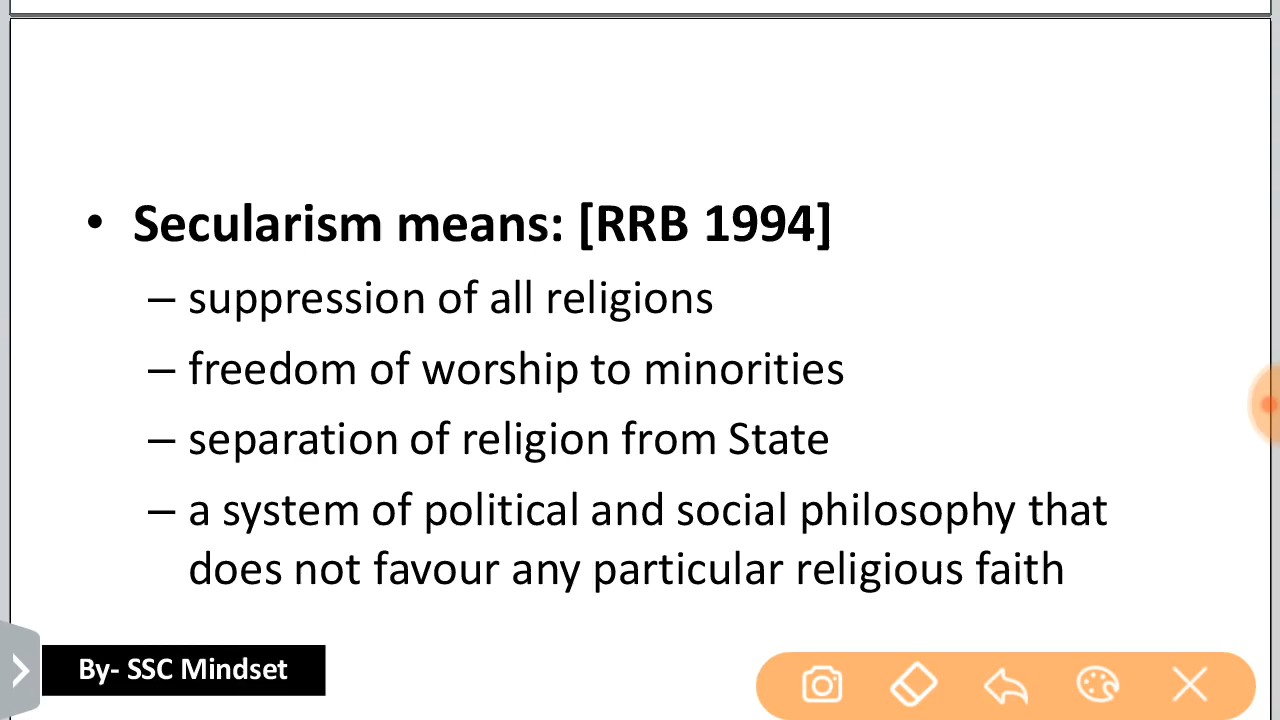 • Secularism means: [RRB 1994]
– suppression of all religions
– freedom of worship to minorities
– separation of religion from State
– a system of political and social philosophy that
does not favour any particular religious faith
By- SSC Mindset